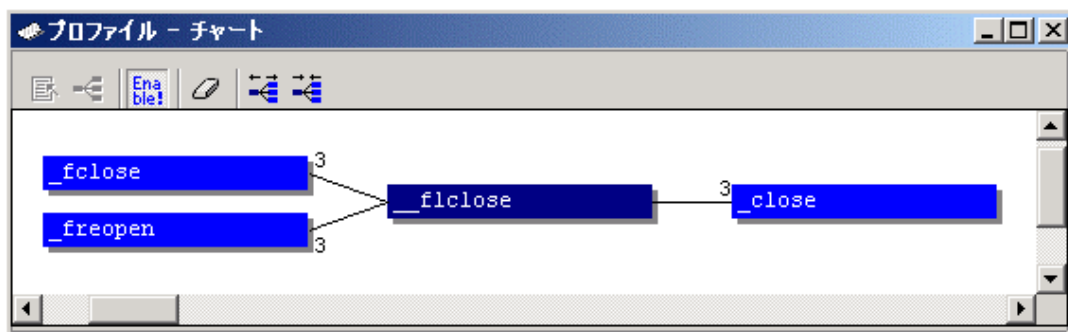 プロファイル - チャート
Ena
ble!
_fclose
3
_freopen
3
__flclose
3
_close